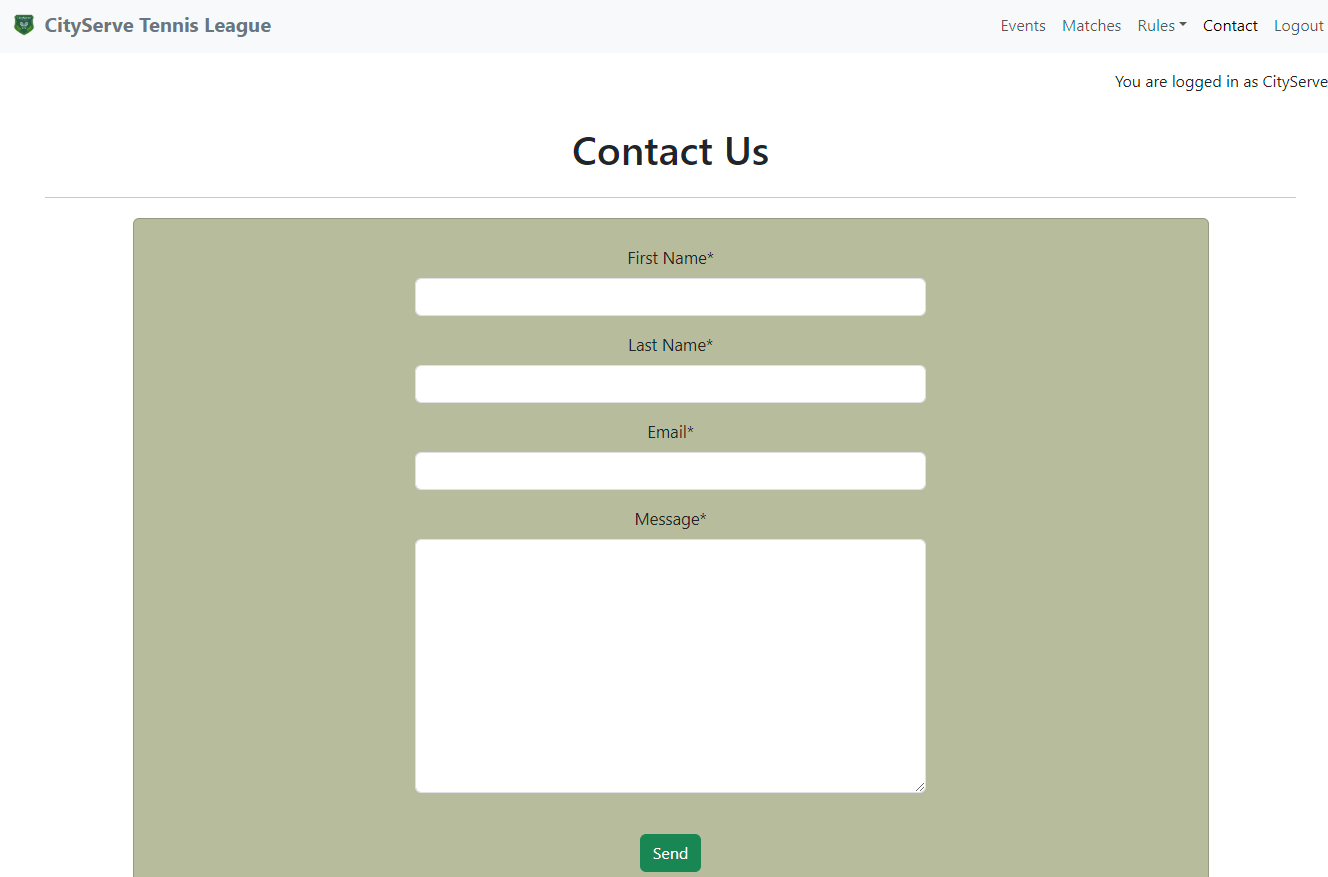 CityServe Tennis League
Events Matches Rules Contact Logout
You are logged in as CityServe
Contact Us
First Name*
Last Name*
Email*
Message*
Send